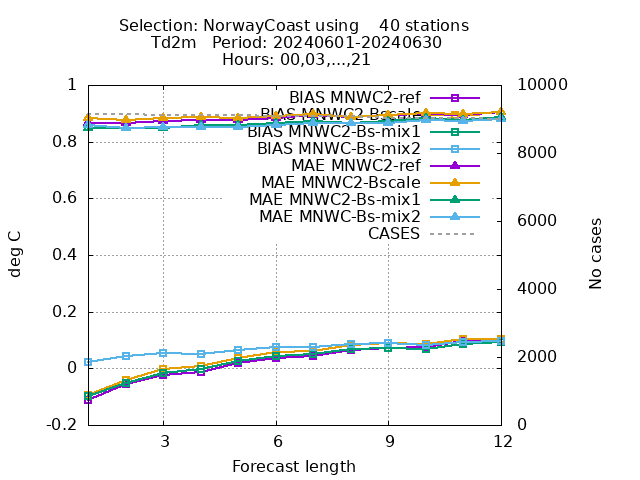 Selection: NorwayCoast using    40 stations
Td2m   Period: 20240601-20240630
Hours: 00,03,...,21
1
0.8
0.6
0.4
0.2
0
-0.2
deg C
BIAS MNWC2-ref
BIAS MNWC2-Bscale
BIAS MNWC2-Bs-mix1
BIAS MNWC-Bs-mix2
MAE MNWC2-ref
MAE MNWC2-Bscale
MAE MNWC2-Bs-mix1
MAE MNWC-Bs-mix2
CASES
10000
8000
6000
4000
2000
0
No cases
3
6
9
12
Forecast length